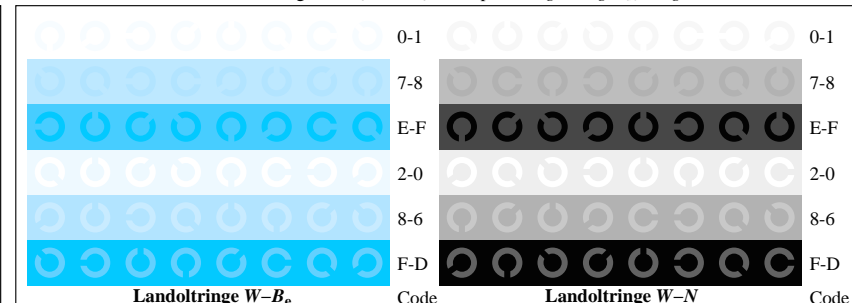 0-1
0-1
7-8
7-8
E-F
E-F
2-0
2-0
8-6
8-6
F-D
F-D
Landoltringe W–Be
Code
Landoltringe W–N
Code